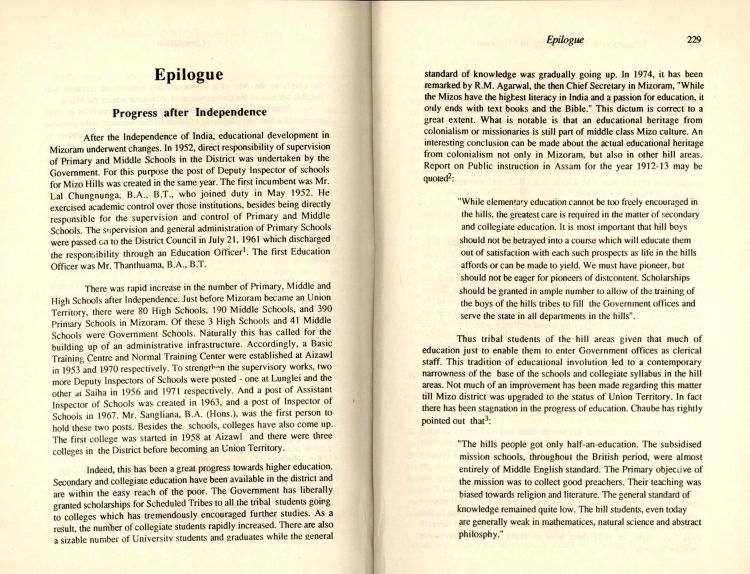 Epilogue
Progress after Independence
After the Independence of India, educational development in
Mizoram underwent changes. In 1952, direct responsibility of supervision
of Primary and Middle Schools in the District was undertaken by the
Government. For this purpose the post of Deputy Inspector of schools
for Mizo Hills was created in the same year. The first incumbent was Mr.
Lal Chungnunga, B.A., B.T., who joined duty in May 1952. He
exercised academic control over those institutions, besides being directly
responsible for the supervision and control of Primary and Middle
Schools. The supervision and general administration of Primary Schools
were passed on to the District Council in July 21, 1961 which discharged
the responsibility through an Education Officer1. The first Education
Officer was Mr. Thanthuama, B.A., B.T.
There was rapid increase in the number of Primary, Middle and
High Schools after Independence. Just before Mizoram became an Union
Territory, there were 80 High Schools, 190 Middle Schools, and 390
Primary Schools in Mizoram. Of these 3 High Schools and 41 Middle
Schools were Government Schools. Naturally this has called for the
building up of an administrative infrastructure. Accordingly, a Basic
Training Centre and Normal Training Center were established at Aizawl
in 1953 and 1970 respectively. To strengthen the supervisory works, two
more Deputy Inspectors of Schools were posted - one at Lunglei and the
other at Saiha in 1956 and 1971 respectively. And a post of Assistant
Inspector of Schools was created in 1963, and a post of Inspector of
Schools in 1967. Mr. Sangliana, B.A. (Hons.), was the first person to
hold these two posts. Besides the schools, colleges have also come up.
The first college was started in 1958 at Aizawl and there were three
colleges in the District before becoming an Union Territory.
Indeed, this has been a great progress towards higher education.
Secondary and collegiate education have been available in the district and
are within the easy reach of the poor. The Government has liberally
granted scholarships for Scheduled Tribes to all the tribal students going
to colleges which has tremendously encouraged further studies. As a
result, the number of collegiate students rapidly increased. There are also
a sizable number of University students and graduates while the general
Epilogue 229
standard of knowledge was gradually going up. In 1974, it has been
remarked by R.M. Agarwal, the then Chief Secretary in Mizoram, "While
the Mizos have the highest literacy in India and a passion for education, it
only ends with text books and the Bible." This dictum is correct to a
great extent. What is notable is that an educational heritage from
colonialism or missionaries is still part of middle class Mizo culture. An
interesting conclusion can be made about the actual educational heritage
from colonialism not only in Mizoram, but also in other hill areas.
Report on Public instruction in Assam for the year 1912-13 may be
quoted2:
"While elementary education cannot be too freely encouraged in
the hills, the greatest care is required in the matter of secondary
and collegiate education. It is most important that hill boys
should not be betrayed into a course which will educate them
out of satisfaction with each such prospects as life in the hills
affords or can be made to yield. We must have pioneer, but
should not be eager for pioneers of distcontent. Scholarships
should be granted in ample number to allow of the training of
the boys of the hills tribes to fill the Government offices and
serve the state in all departments in the hills".
Thus tribal students of the hill areas given that much of
education just to enable them to enter Government offices as clerical
staff. This tradition of educational involution led to a contemporary
narrowness of the base of the schools and collegiate syllabus in the hill
areas. Not much of an improvement has been made regarding this matter
till Mizo district was upgraded to the status of Union Territory. In fact
there has been stagnation in the progress of education. Chaube has rightly
pointed out that3:
"The hills people got only half-an-education. The subsidised
mission schools, throughout the British period, were almost
entirely of Middle English standard. The Primary objective of
the mission was to collect good preachers. Their teaching was
biased towards religion and literature. The general standard of
knowledge remained quite low. The hill students, even today
are generally weak in mathematices, natural science and abstract
philosphy."